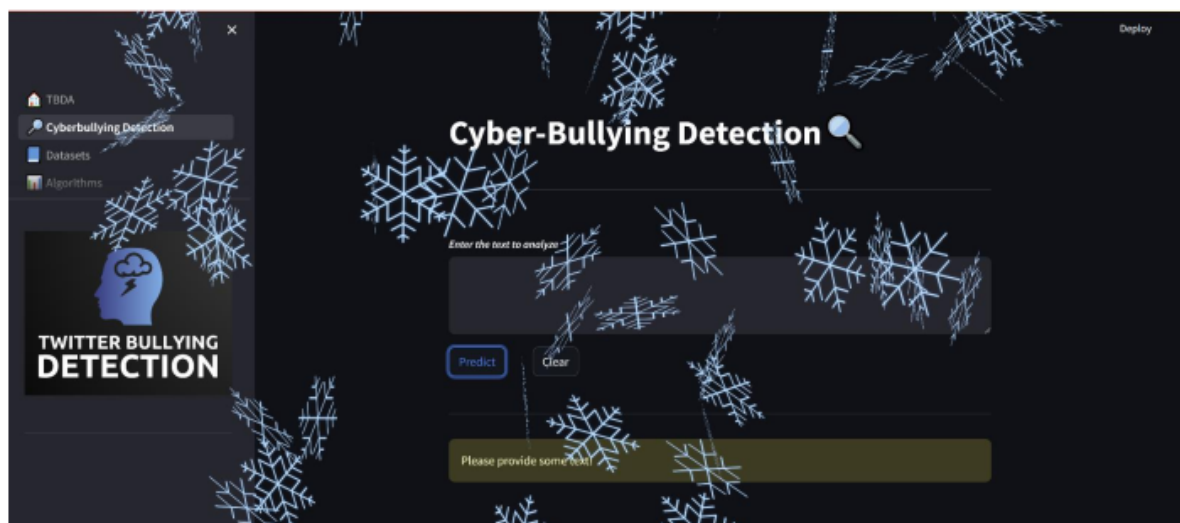 Deploy
TBDA
Cyberbullying Detection
Datasets
Algorithms
TWITTER BULLYING
DETECTION
Cyber-Bullying Detection
Enter the text to analyze
Predict
Clear
Please provide some text!